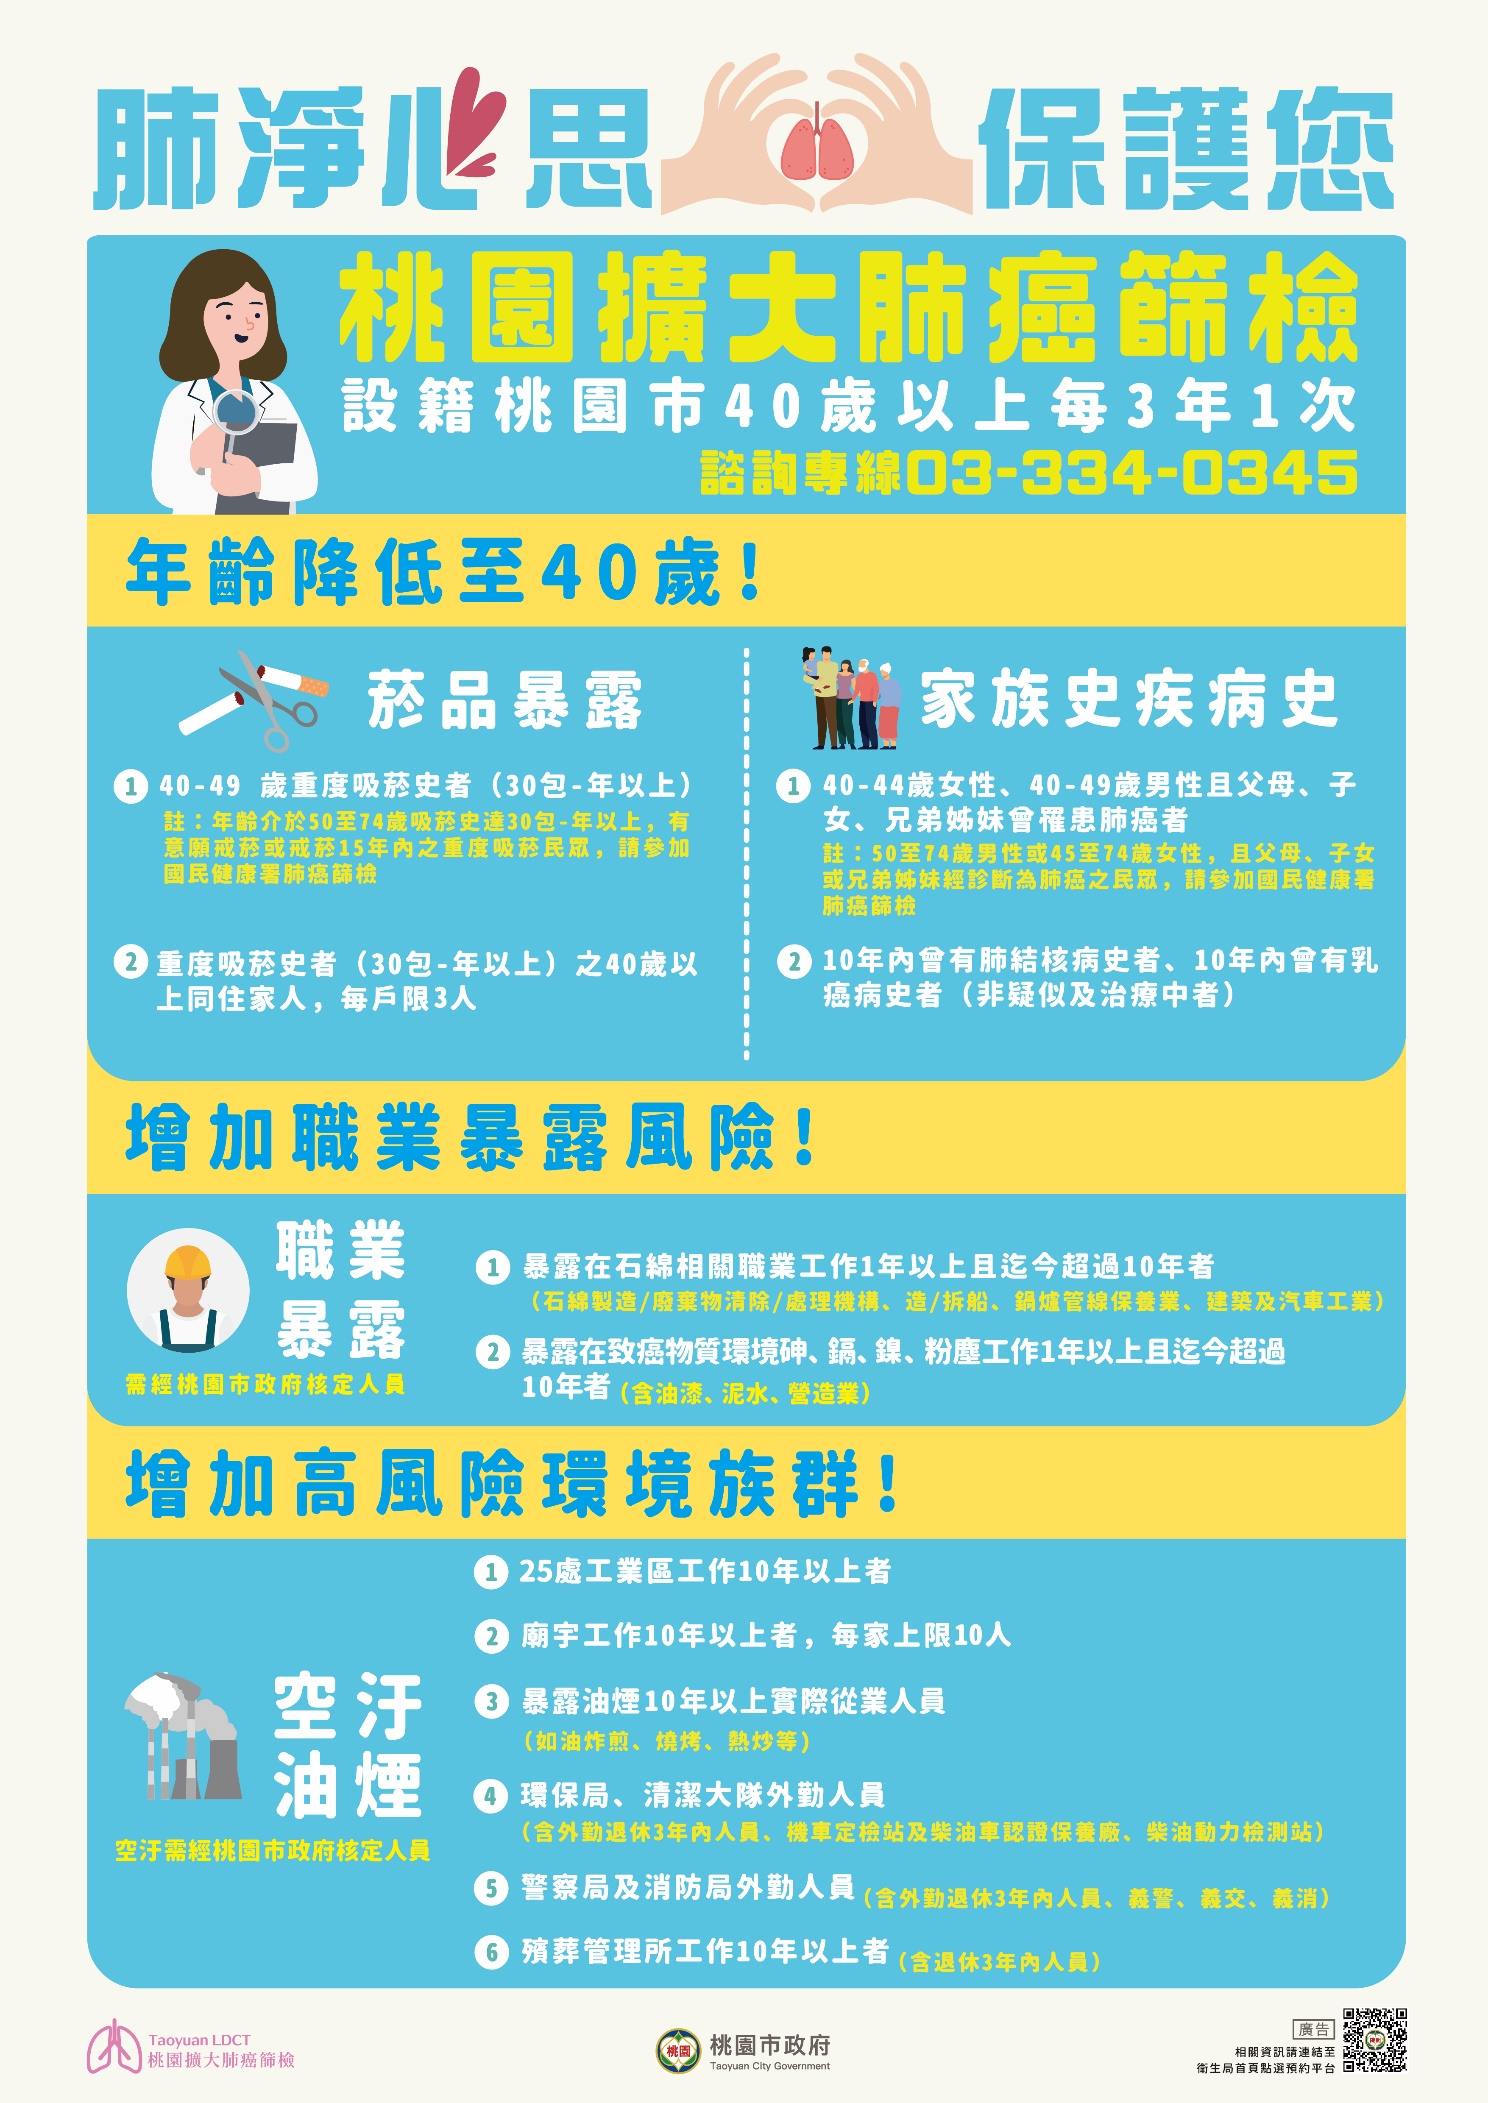 肺淨心思 保護您
桃園擴大肺癌篩檢
設籍桃園市40歲以上每3年1次
諮詢專線03-334-0345
年齡降低至40歲！
菸品暴露
1 40-49 歲重度吸菸史者（30包-年以上）
註：年齡介於50至74歲吸菸史達30包-年以上，有
意願戒菸或戒菸15年內之重度吸菸民眾，請參加
國民健康署肺癌篩檢
2 重度吸菸史者（30包-年以上）之40歲以
上同住家人，每戶限3人
家族史疾病史
1 40-44歲女性、40-49歲男性且父母、子
女、兄弟姊妹曾罹患肺癌者
註：50至74歲男性或45至74歲女性，且父母、子女
或兄弟姊妹經診斷為肺癌之民眾，請參加國民健康署
肺癌篩檢
2 10年內曾有肺結核病史者、10年內曾有乳
癌病史者（非疑似及治療中者）
增加職業暴露風險！
職業
暴露
需經桃園市政府核定人員
1 暴露在石綿相關職業工作1年以上且迄今超過10年者
（石綿製造/廢棄物清除/處理機構、造/拆船、鍋爐管線保養業、建築及汽車工業）
2 暴露在致癌物質環境砷、鎘、鎳、粉塵工作1年以上且迄今超過
10年者（含油漆、泥水、營造業）
增加高風險環境族群！
空汙
油煙
空汙需經桃園市政府核定人員
1 25處工業區工作10年以上者
2 廟宇工作10年以上者，每家上限10人
3 暴露油煙10年以上實際從業人員
（如油炸煎、燒烤、熱炒等）
4 環保局、清潔大隊外勤人員
（含外勤退休3年內人員、機車定檢站及柴油車認證保養廠、柴油動力檢測站）
5 警察局及消防局外勤人員（含外勤退休3年內人員、義警、義交、義消）
6 殯葬管理所工作10年以上者（含退休3年內人員）
Taoyuan LDCT
桃園擴大肺癌篩檢
桃園
桃園市政府
Taoyuan City Government
廣告
相關資訊請連結至
衛生局首頁點選預約平台